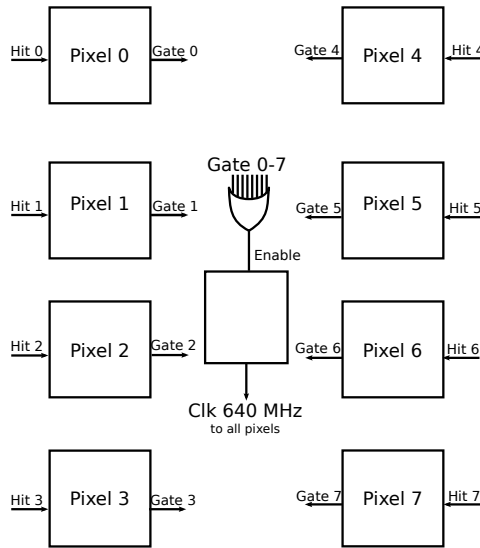 Hit 0
Pixel 0
Gate 0
Gate 4
Pixel 4
Hit 4
Gate 0-7
Hit 1
Pixel 1
Gate 1
Gate 5
Pixel 5
Hit 5
Enable
Hit 2
Pixel 2
Gate 2
Gate 6
Pixel 6
Hit 6
Clk 640 MHz
to all pixels
Hit 3
Pixel 3
Gate 3
Gate 7
Pixel 7
Hit 7